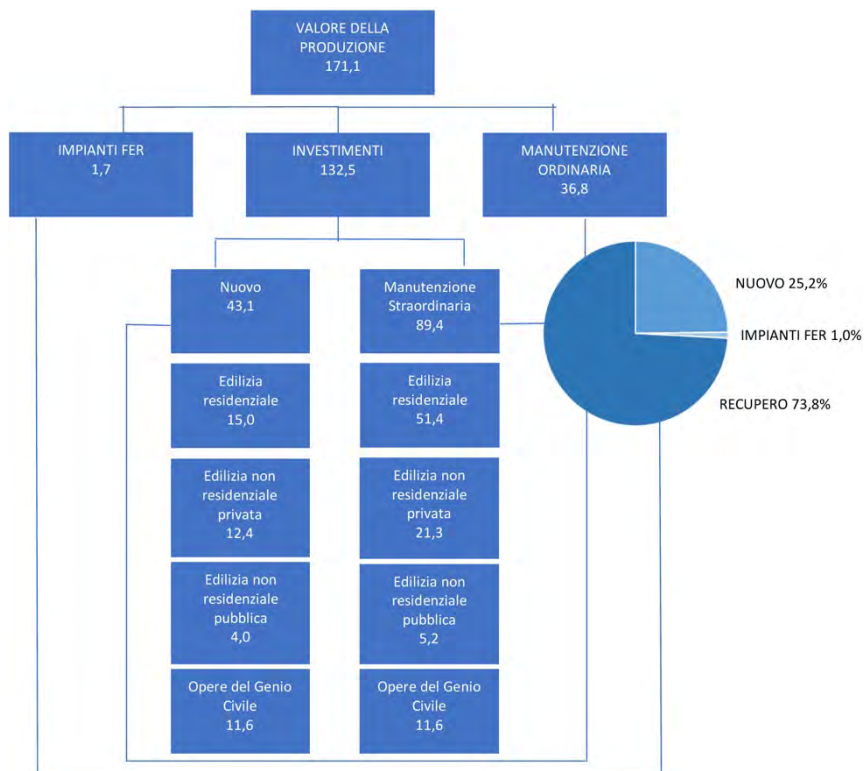 VALORE DELLA
PRODUZIONE
171,1
IMPIANTI FER
1,7
INVESTIMENTI
132,5
MANUTENZIONE
ORDINARIA
36,8
Nuovo
43,1
Manutenzione
Straordinaria
89,4
NUOVO 25,2%
IMPIANTI FER 1,0%
RECUPERO 73,8%
Edilizia
residenziale
15,0
Edilizia
residenziale
51,4
Edilizia non
residenziale
privata
12,4
Edilizia non
residenziale
privata
21,3
Edilizia non
residenziale
pubblica
4,0
Edilizia non
residenziale
pubblica
5,2
Opere del Genio
Civile
11,6
Opere del Genio
Civile
11,6